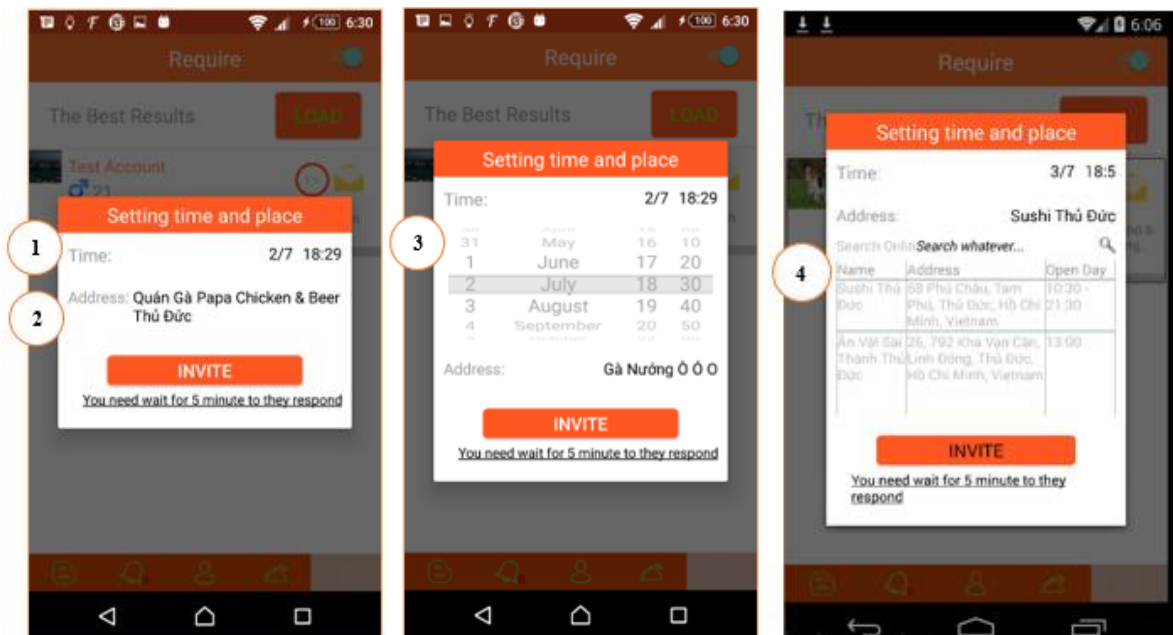 6:30
Require
The Best Results
LOAD
Test Account
21
Setting time and place
1
Time:
2/7 18:29
2
Address:
Quán Gà Papa Chicken & Beer
Thủ Đức
INVITE
You need wait for 5 minute to they respond
100 6:30
Require
The Best Results
LOAD
Setting time and place
Time:
2/7 18:29
3
31 May 16 10
1 June 17 20
2 July 18 30
3 August 19 40
4 September 20 50
Address:
Gà Nướng Ò Ó O
INVITE
You need wait for 5 minute to they respond
6:06
Require
Th
Setting time and place
Time:
3/7 18:5
Address:
Sushi Thủ Đức
Search Onli Search whatever...
4
Name Address Open Day
Sushi Thủ 58 Phú Châu, Tam 10:30 -
Đức Phú, Thủ Đức, Hồ Chí 21:30
Minh, Vietnam
Ăn Vặt Sài 26, 792 Kha Vạn Cân, 13:00
Thành Thủ Linh Đông, Thủ Đức,
Đức Hồ Chí Minh, Vietnam
INVITE
You need wait for 5 minute to they
respond